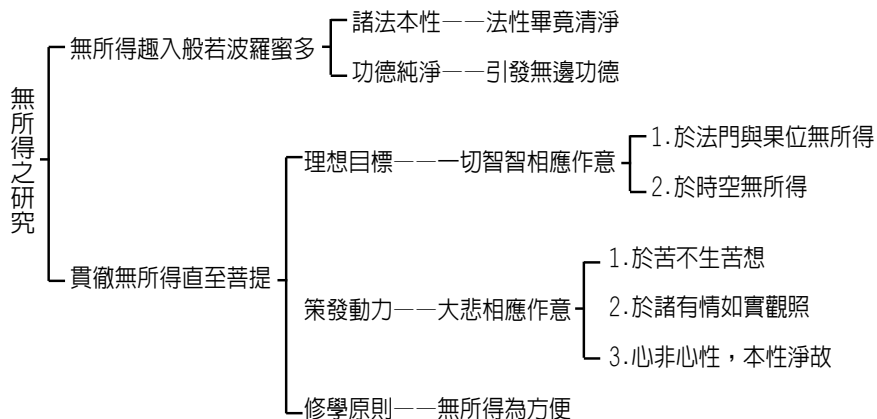 無所得之研究
無所得趣入般若波羅蜜多
諸法本性——法性畢竟清淨
功德純淨——引發無邊功德
貫徹無所得直至菩提
理想目標——一切智智相應作意
1.於法門與果位無所得
2.於時空無所得
策發動力——大悲相應作意
1.於苦不生苦想
2.於諸有情如實觀照
3.心非心性，本性淨故
修學原則——無所得為方便